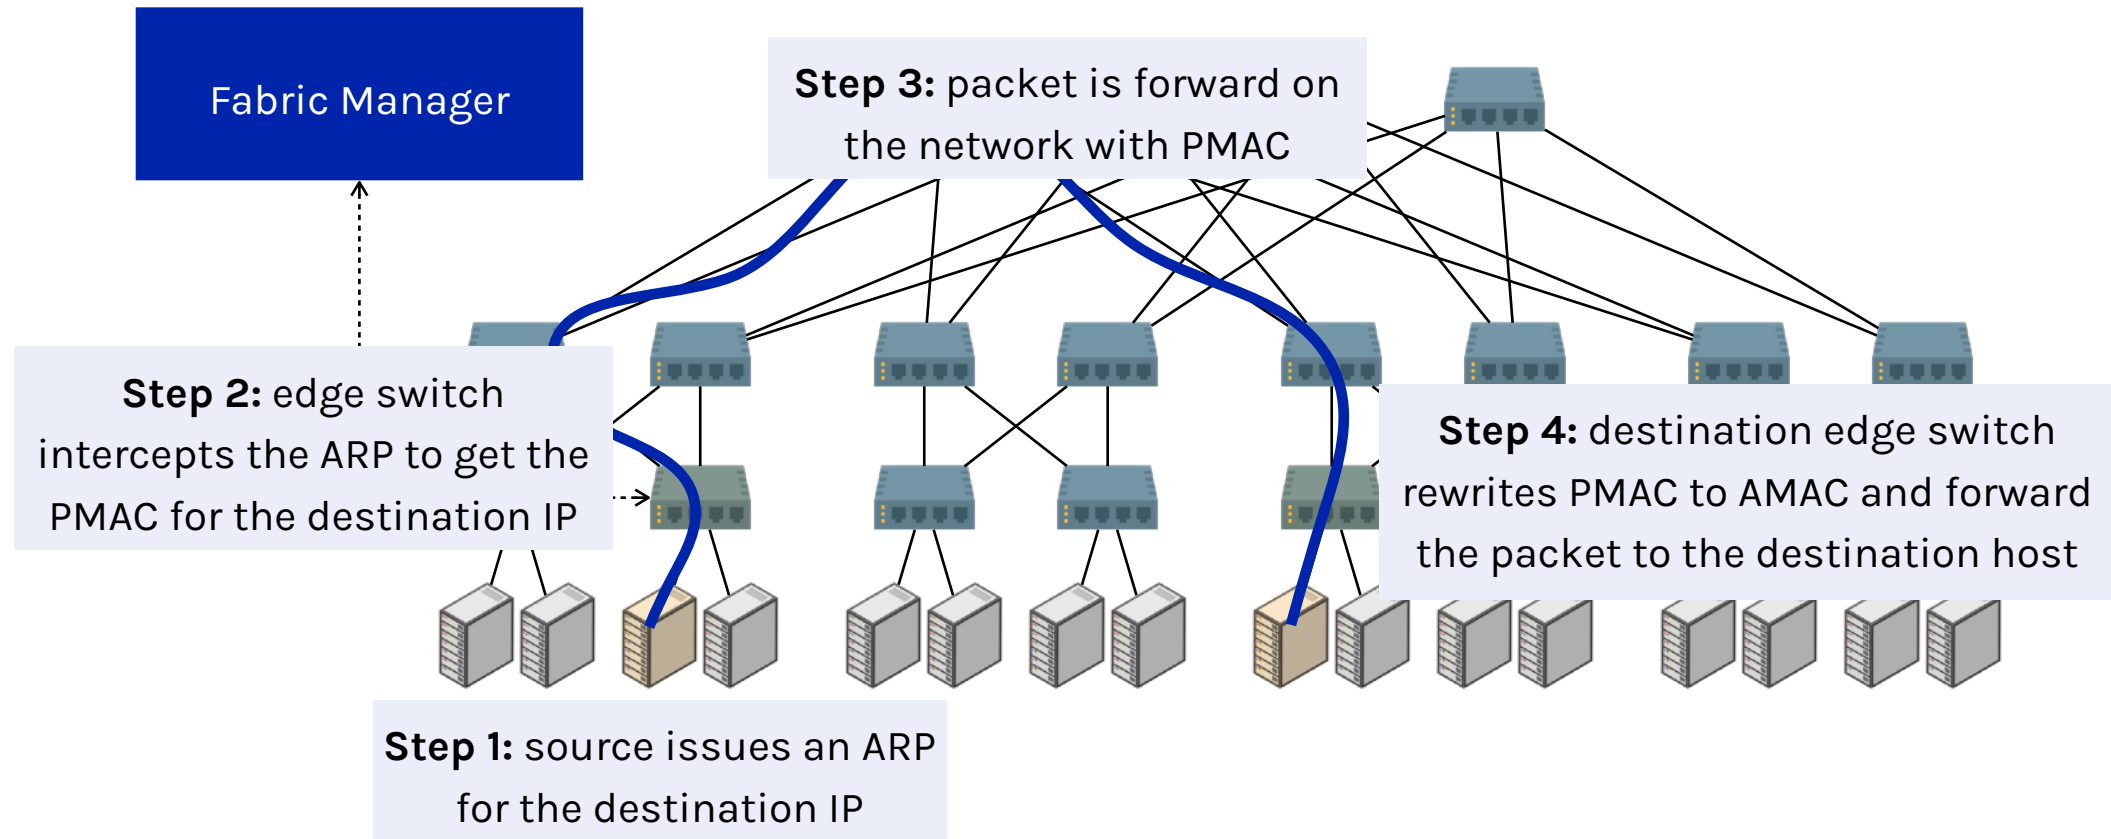 Fabric Manager
Step 3: packet is forward on
the network with PMAC
Step 2: edge switch
intercepts the ARP to get the
PMAC for the destination IP
Step 4: destination edge switch
rewrites PMAC to AMAC and forward
the packet to the destination host
Step 1: source issues an ARP
for the destination IP